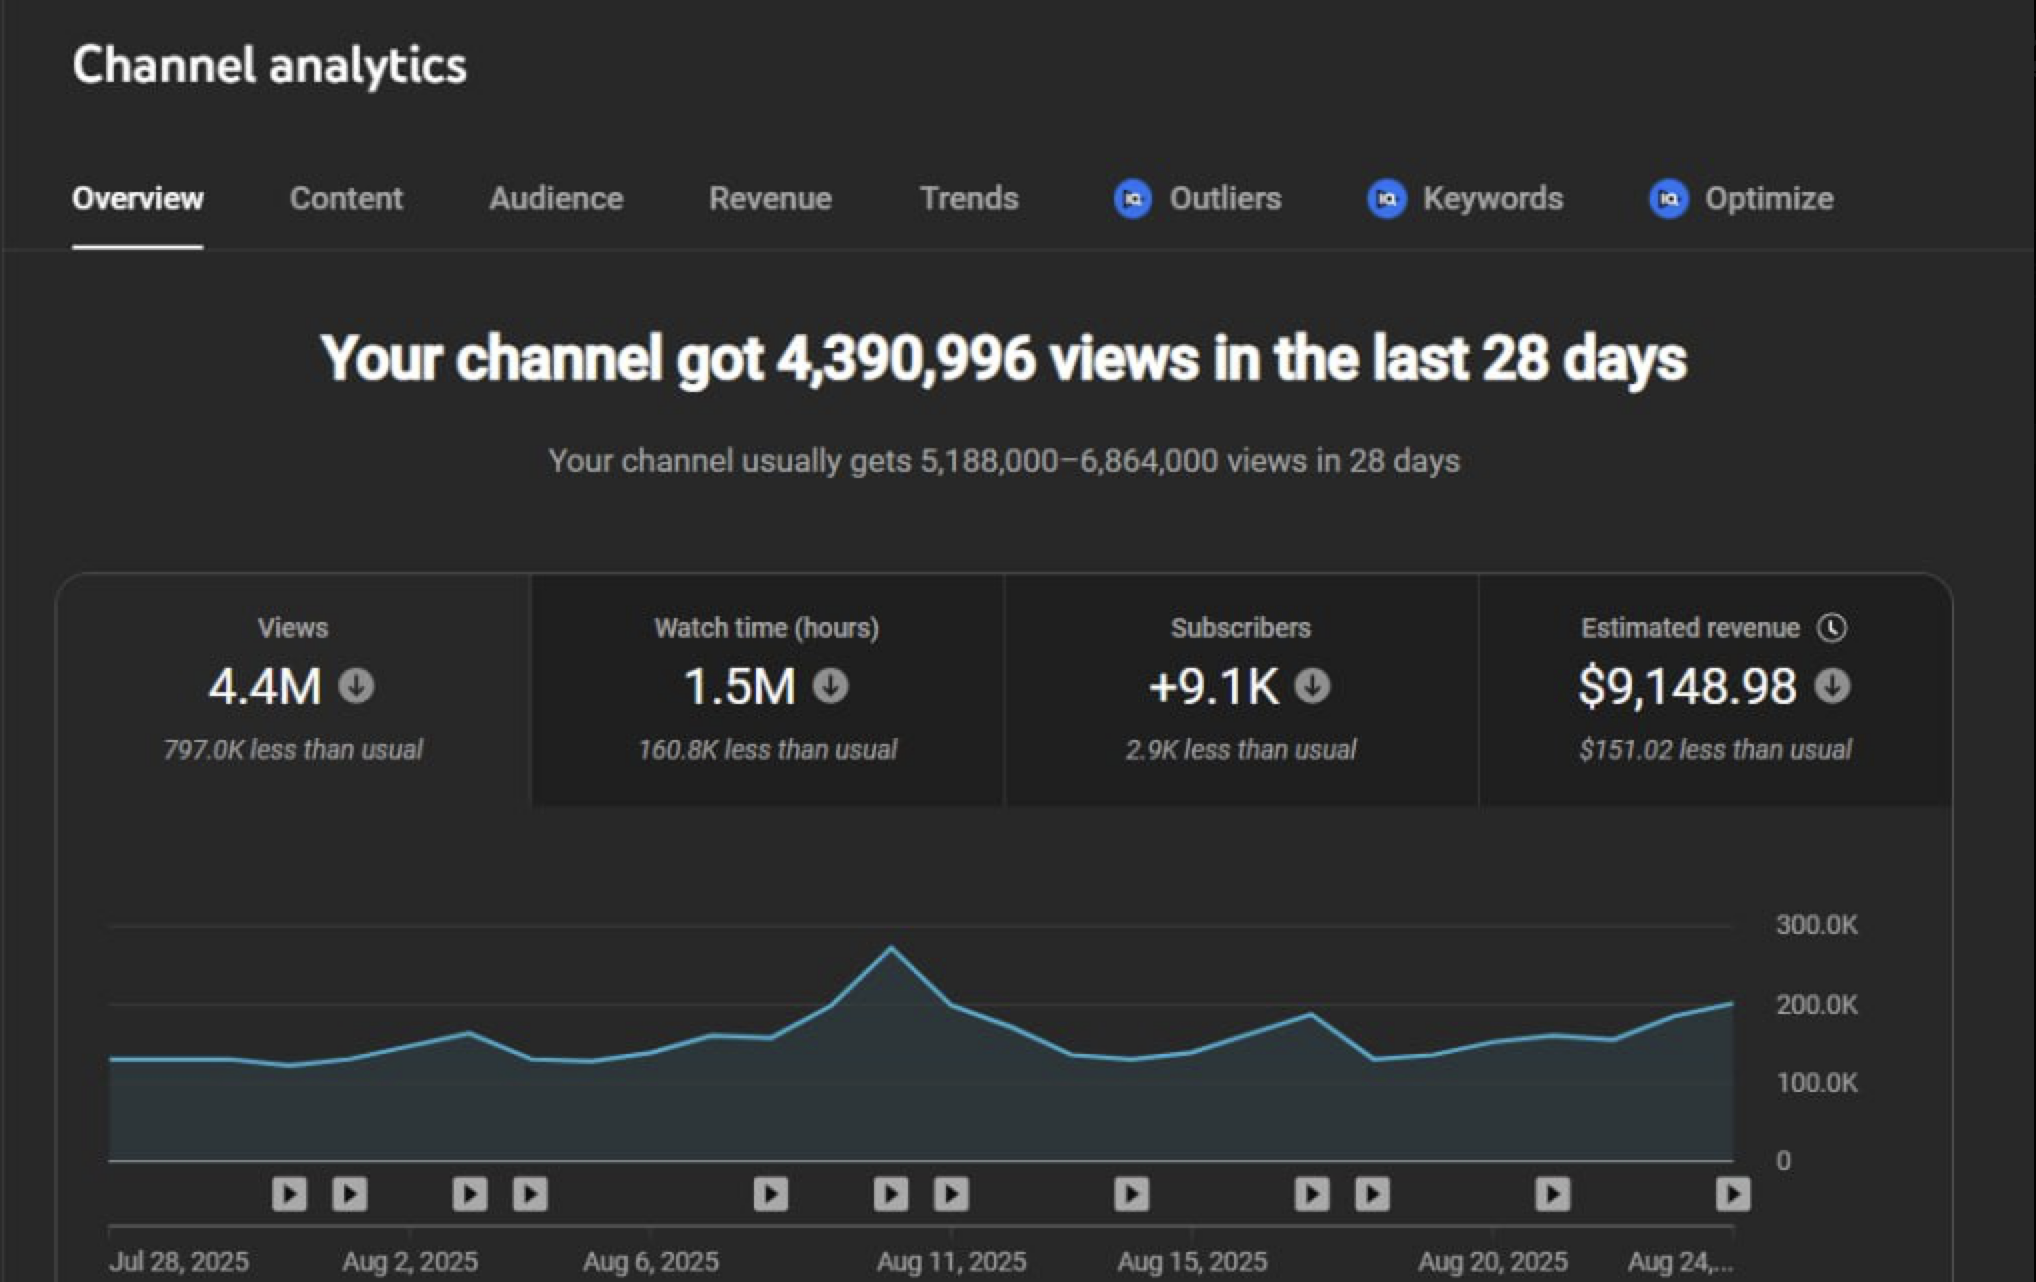 Channel analytics
Overview Content Audience Revenue Trends Outliers Keywords Optimize
Your channel got 4,390,996 views in the last 28 days
Your channel usually gets 5,188,000–6,864,000 views in 28 days
Views Watch time (hours) Subscribers Estimated revenue
4.4M 1.5M +9.1K $9,148.98
797.0K less than usual 160.8K less than usual 2.9K less than usual $151.02 less than usual
300.0K
200.0K
100.0K
0
Jul 28, 2025 Aug 2, 2025 Aug 6, 2025 Aug 11, 2025 Aug 15, 2025 Aug 20, 2025 Aug 24,...